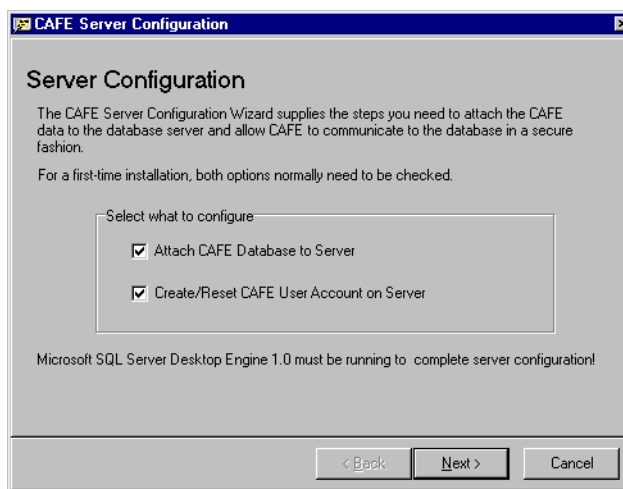 CAFE Server Configuration
Server Configuration
The CAFE Server Configuration Wizard supplies the steps you need to attach the CAFE
data to the database server and allow CAFE to communicate to the database in a secure
fashion.
For a first-time installation, both options normally need to be checked.
Select what to configure
Attach CAFE Database to Server
Create/Reset CAFE User Account on Server
Microsoft SQL Server Desktop Engine 1.0 must be running to  complete server configuration!
< Back
Next >
Cancel